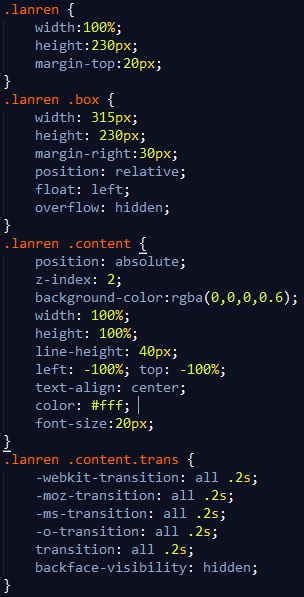 .lanren {
width:100%;
height:230px;
margin-top:20px;
}
.lanren .box {
width: 315px;
height: 230px;
margin-right:30px;
position: relative;
float: left;
overflow: hidden;
}
.lanren .content {
position: absolute;
z-index: 2;
background-color:rgba(0,0,0,0.6);
width: 100%;
height: 100%;
line-height: 40px;
left: -100%; top: -100%;
text-align: center;
color: #fff;
font-size:20px;
}
.lanren .content.trans {
-webkit-transition: all .2s;
-moz-transition: all .2s;
-ms-transition: all .2s;
-o-transition: all .2s;
transition: all .2s;
backface-visibility: hidden;
}